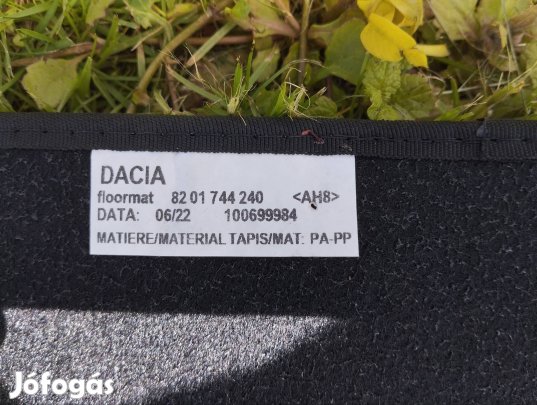 DACIA
floormat 82 01 744 240 <AH8>
DATA: 06/22 100699984
MATIERE/MATERIAL TAPIS/MAT: PA-PP
Jófogás